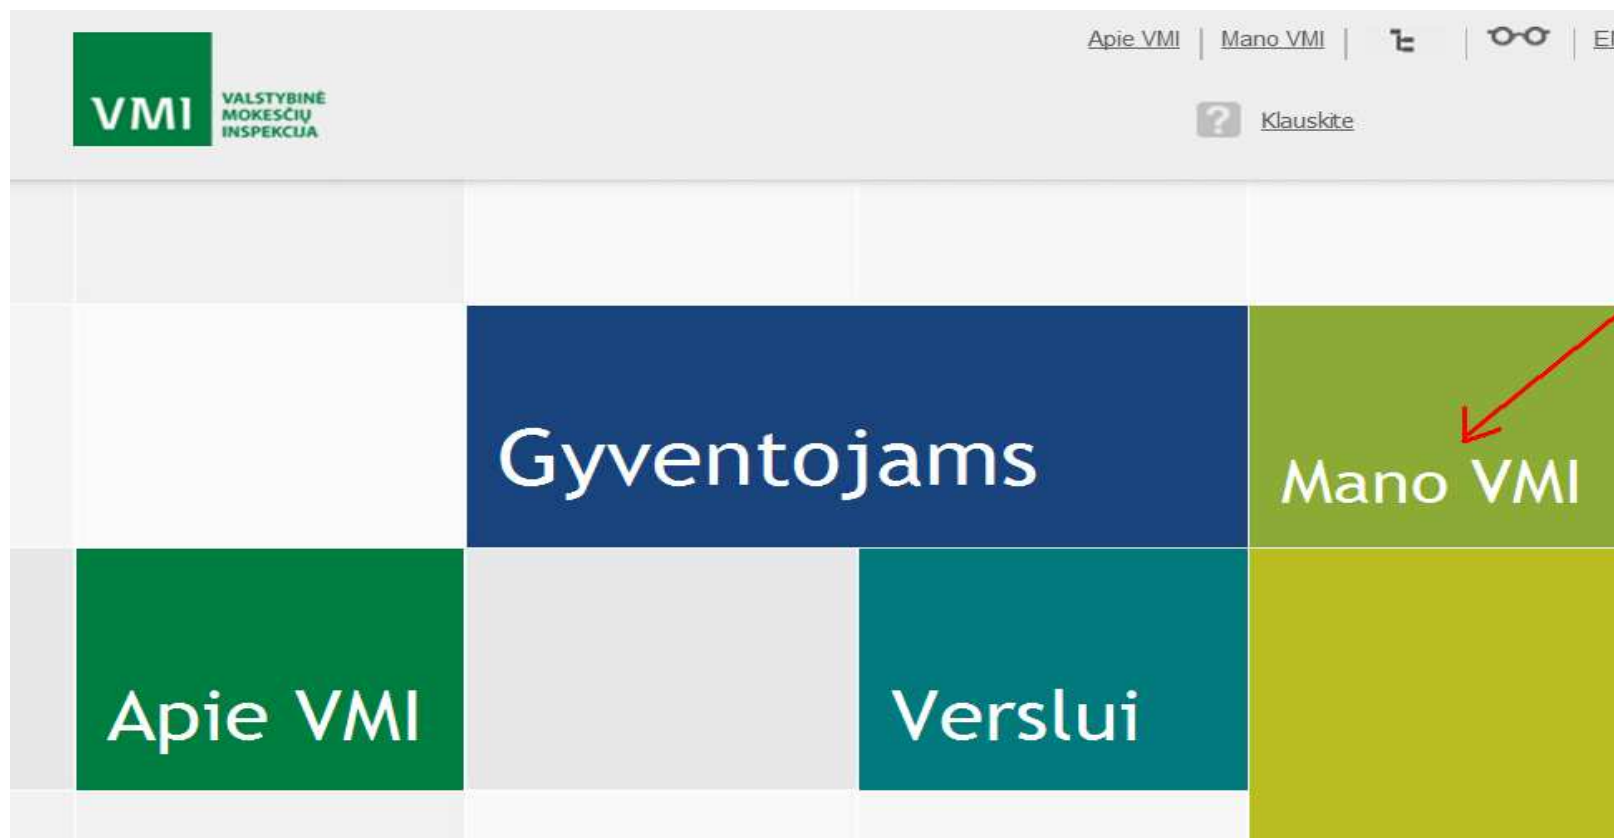 Apie VMI | Mano VMI |
VMI
VALSTYBINĖ
MOKESČIŲ
INSPEKCIJA
? Klauskite
Gyventojams
Mano VMI
Apie VMI
Verslui